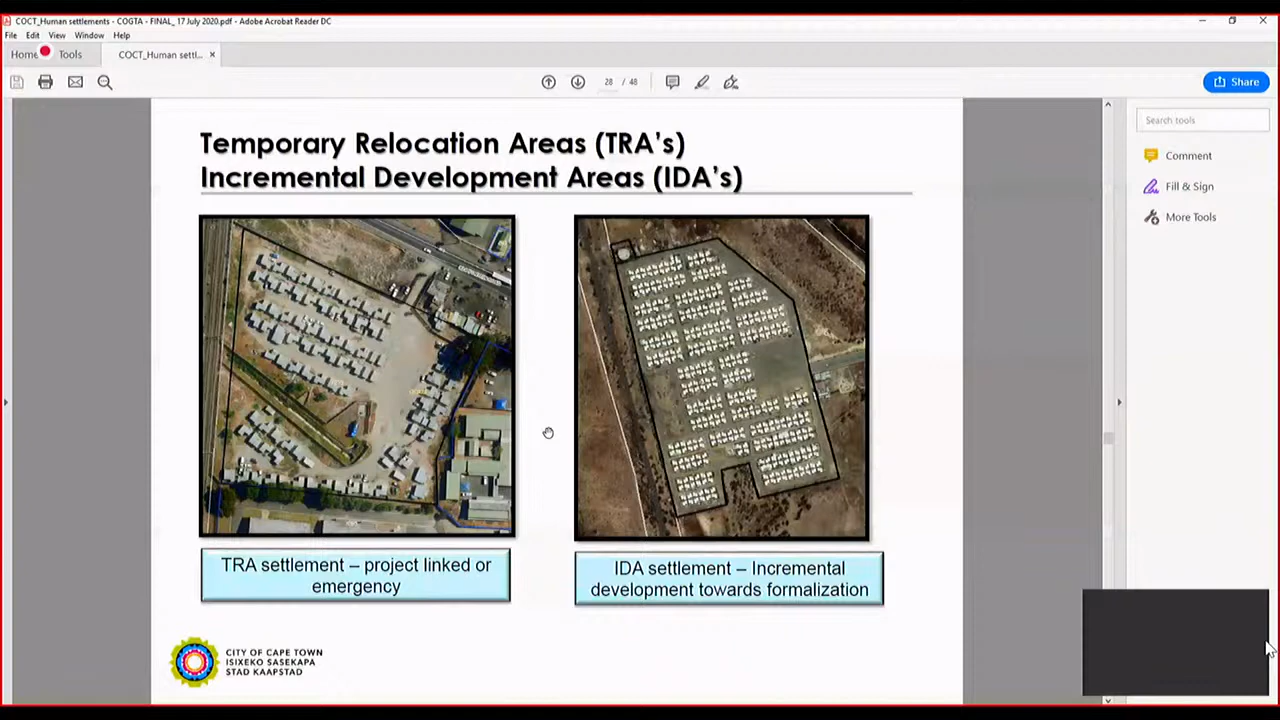 COCT_Human settlements - COGTA - FINAL_ 17 July 2020.pdf - Adobe Acrobat Reader DC
File Edit View Window Help
Home Tools COCT_Human settl...
28 / 48
Share
Temporary Relocation Areas (TRA's)
Incremental Development Areas (IDA's)
Search tools
Comment
Fill & Sign
More Tools
TRA settlement – project linked or
emergency
IDA settlement – Incremental
development towards formalization
CITY OF CAPE TOWN
ISIXEKO SASEKAPA
STAD KAAPSTAD